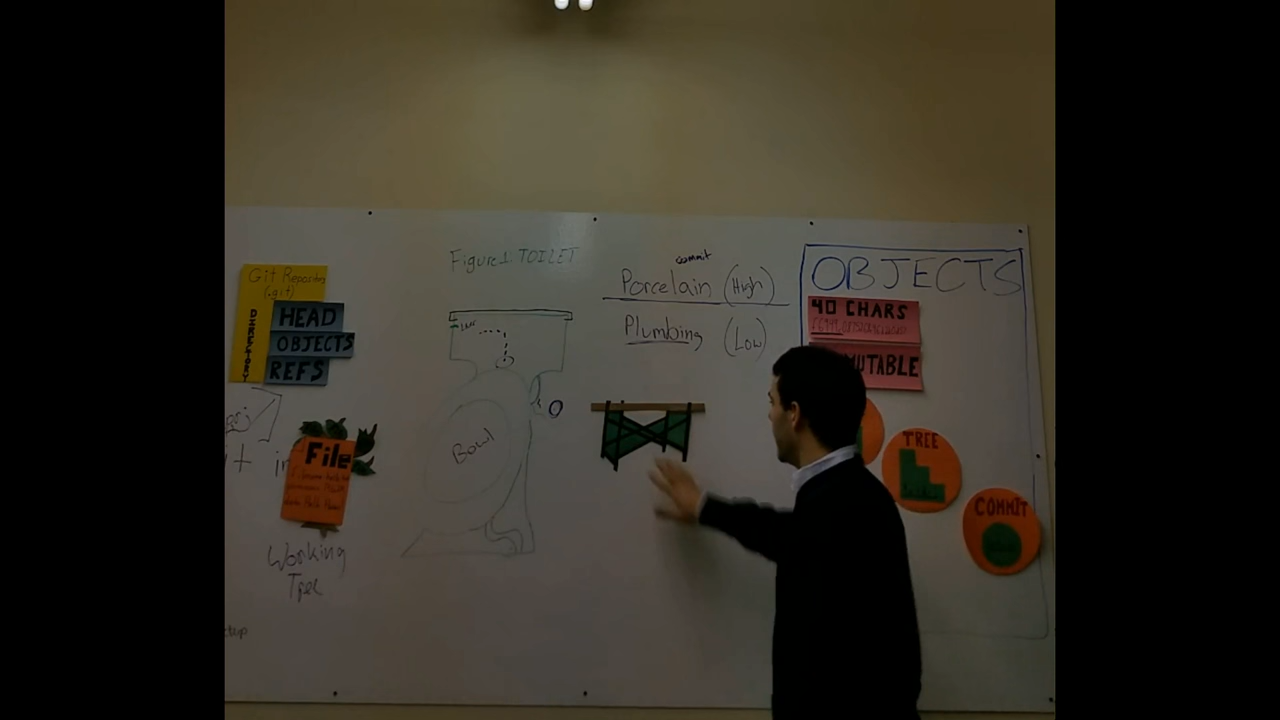 Git Repository
(.git)
DIRECTORY
HEAD
OBJECTS
REFS
File
Working
Tree
Figure 1. TOILET
Bowl
commit
Porcelain (High)
Plumbing (Low)
OBJECTS
40 CHARS
MUTABLE
TREE
COMMIT